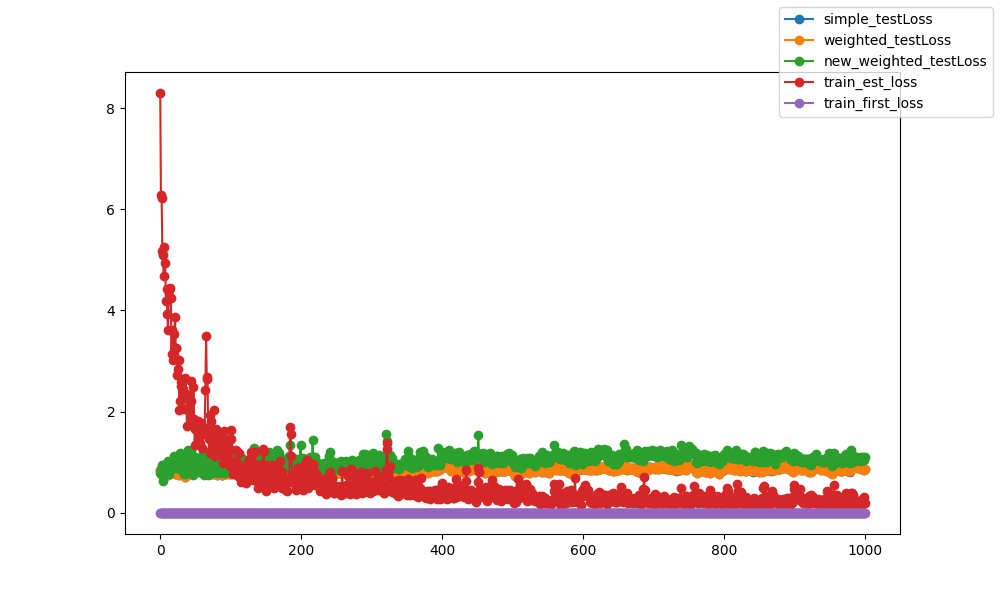 simple_testLoss
weighted_testLoss
new_weighted_testLoss
train_est_loss
train_first_loss
8
6
4
2
0
0 200 400 600 800 1000